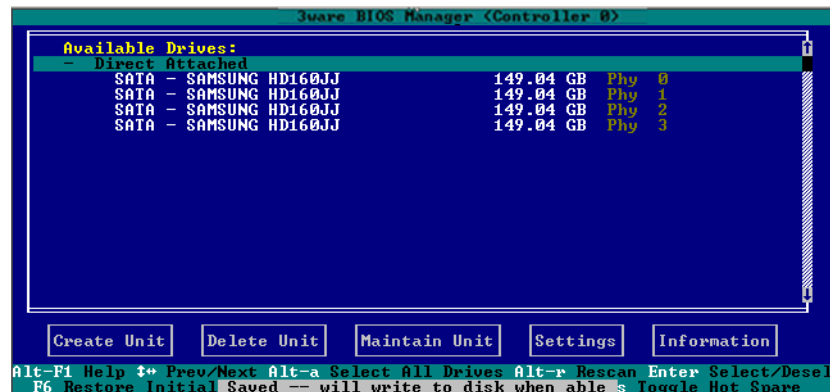 3ware BIOS Manager (Controller 0)
Available Drives:
- Direct Attached
SATA - SAMSUNG HD160JJ 149.04 GB Phy 0
SATA - SAMSUNG HD160JJ 149.04 GB Phy 1
SATA - SAMSUNG HD160JJ 149.04 GB Phy 2
SATA - SAMSUNG HD160JJ 149.04 GB Phy 3
Create Unit Delete Unit Maintain Unit Settings Information
Alt-F1 Help ↕↔ Prev/Next Alt-a Select All Drives Alt-r Rescan Enter Select/Desel
F6 Restore Initial Saved -- will write to disk when able s Toggle Hot Spare